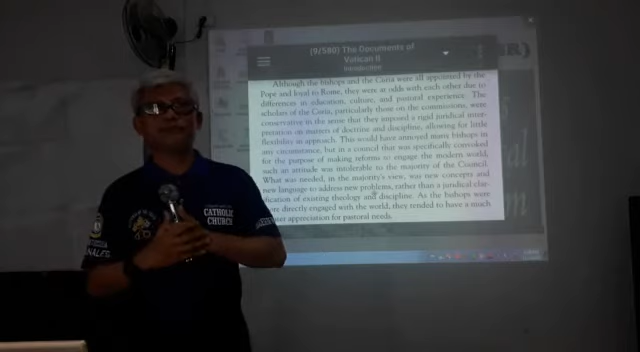 (9/580) The Documents of
Vatican II
Introduction
Although the bishops and the Curia were all appointed by the
Pope and loyal to Rome, they were at odds with each other due to
differences in education, culture, and pastoral experience. The
scholars of the Curia, particularly those on the commissions, were
conservative in the sense that they imposed a rigid juridical inter-
pretation on matters of doctrine and discipline, allowing for little
flexibility in approach. This would have annoyed many bishops in
any circumstance, but in a council that was specifically convoked
for the purpose of making reforms to engage the modern world,
such an attitude was intolerable to the majority of the Council.
What was needed, in the majority's view, was new concepts and
new language to address new problems, rather than a juridical clar-
ification of existing theology and discipline. As the bishops were
more directly engaged with the world, they tended to have a much
appreciation for pastoral needs.
CATHOLIC
CHURCH